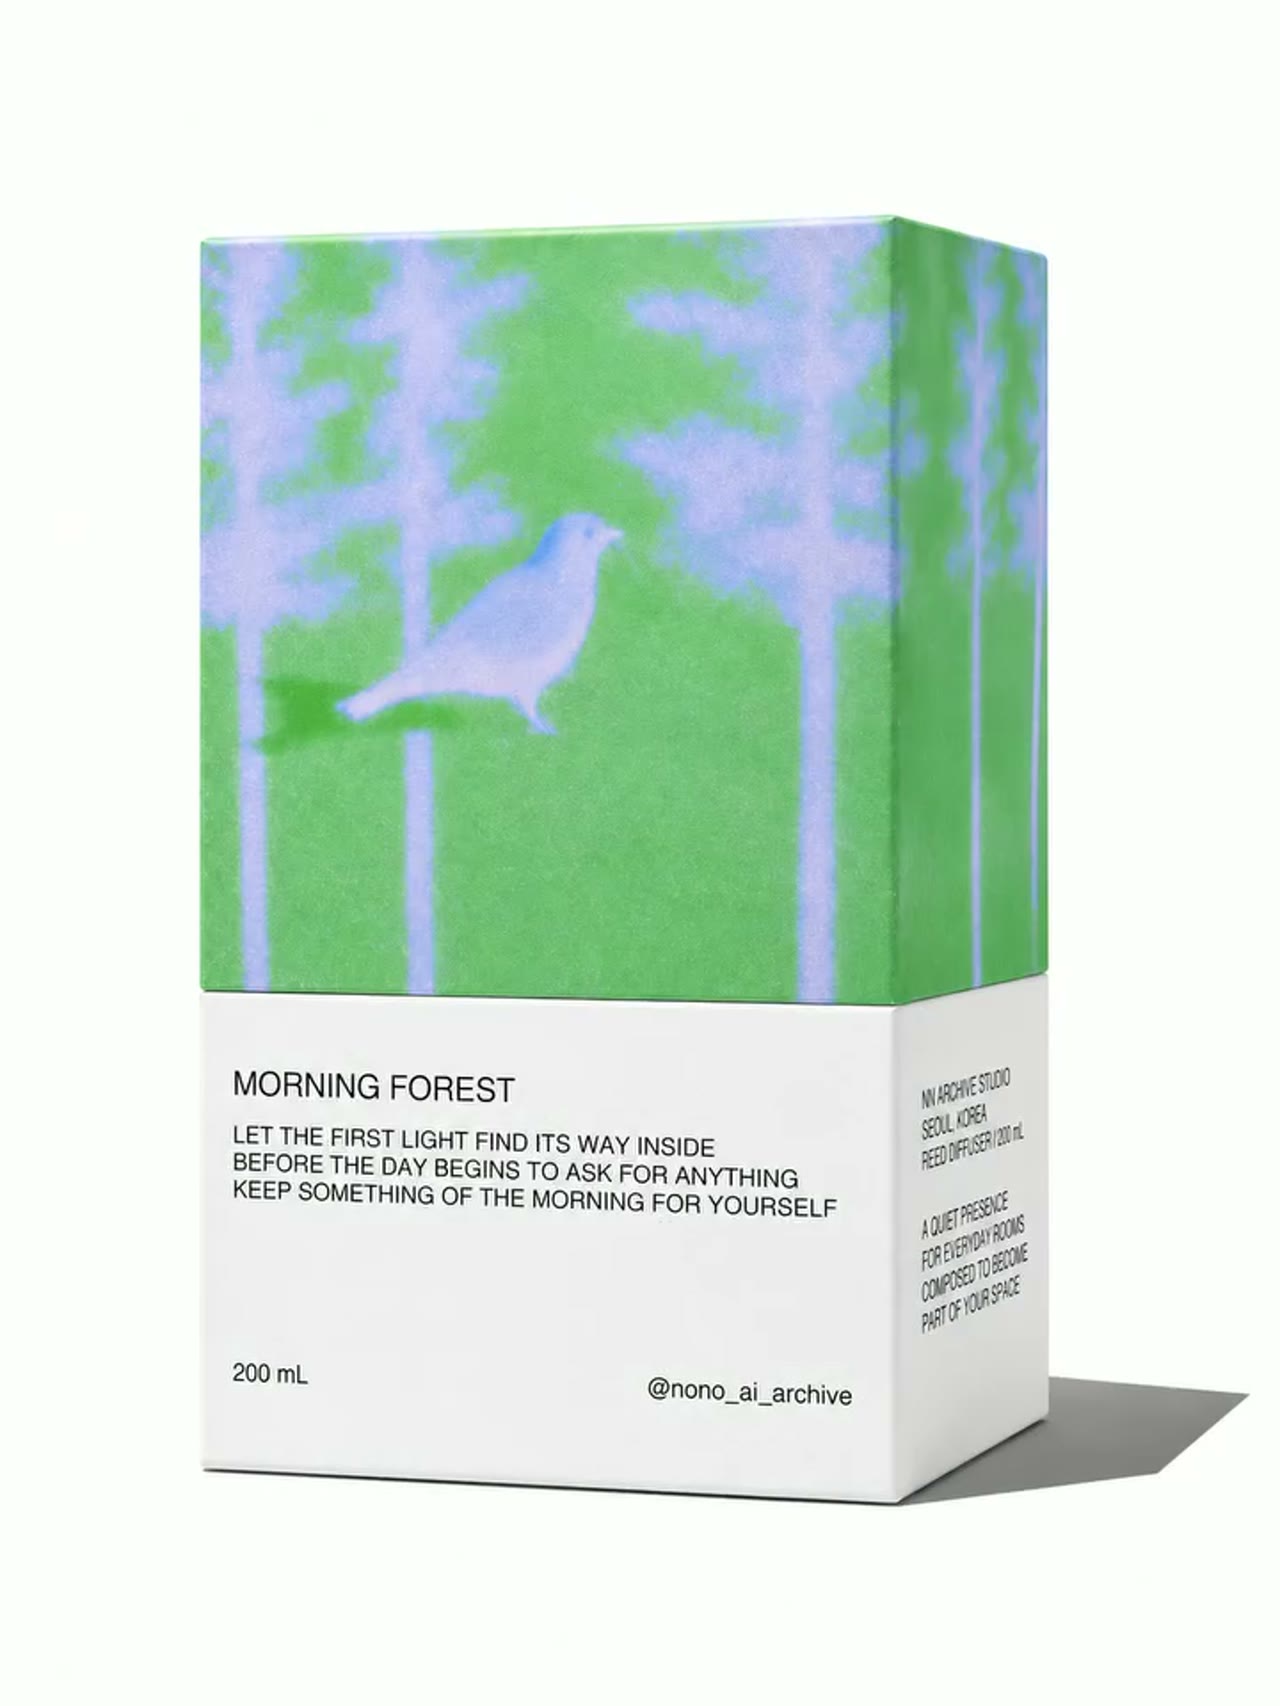 MORNING FOREST
LET THE FIRST LIGHT FIND ITS WAY INSIDE
BEFORE THE DAY BEGINS TO ASK FOR ANYTHING
KEEP SOMETHING OF THE MORNING FOR YOURSELF
200 mL
@nono_ai_archive
NN ARCHIVE STUDIO
SEOUL, KOREA
REED DIFFUSER / 200 mL
A QUIET PRESENCE
FOR EVERYDAY ROOMS
COMPOSED TO BECOME
PART OF YOUR SPACE